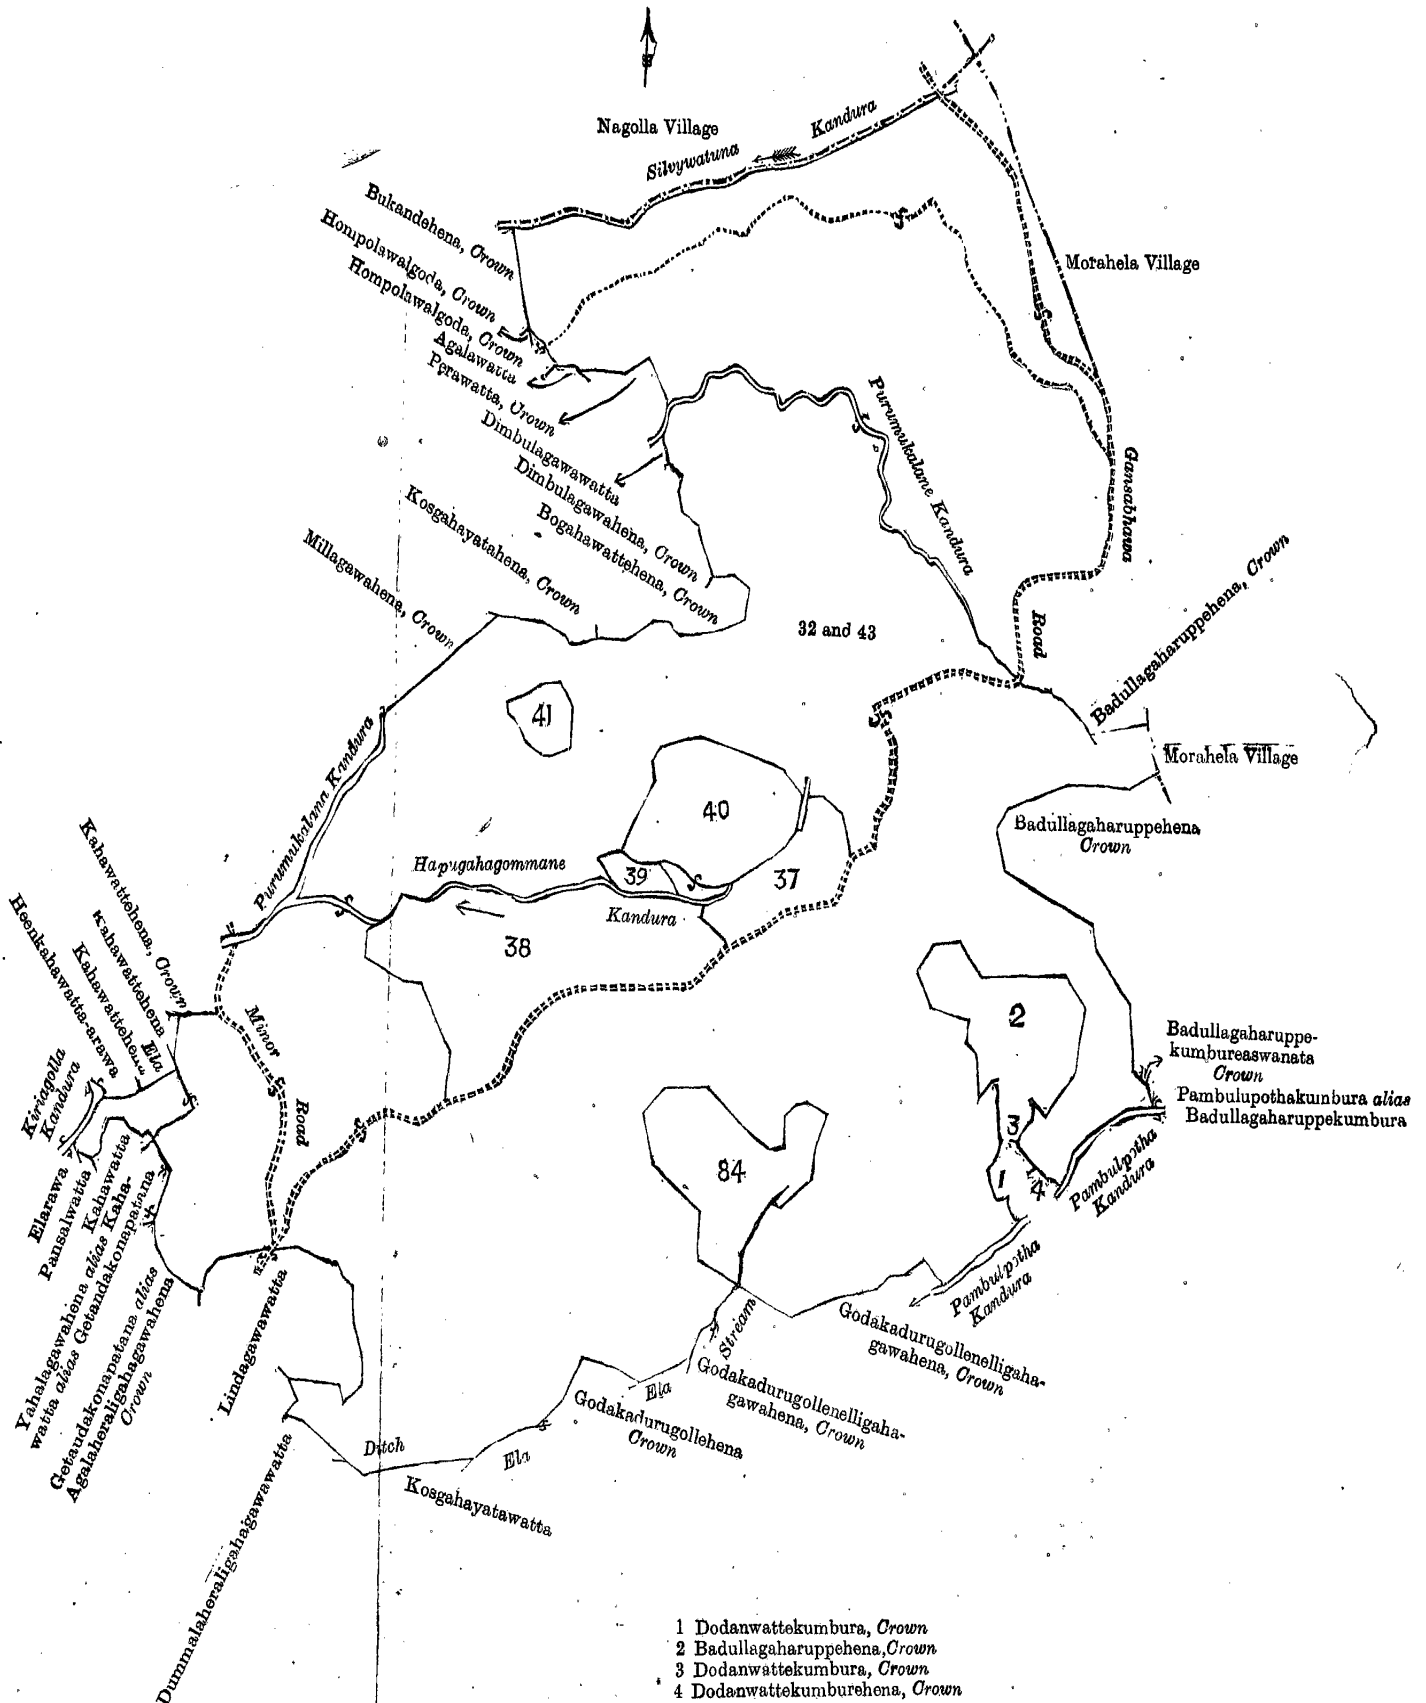 Nagolla Village
Silvywatuna Kandura
Bukandehena, Crown
Hompolawalgoda, Crown
Hompolawalgoda, Crown
Agalawatta
Perawatta, Crown
Dimbulagawawatta
Dimbulagawahena, Crown
Bogahawattehena, Crown
Kosgahayatahena, Crown
Millagawahena, Crown
Morahela Village
Purumukalane Kandura
Gansabhawa
Road
Badullagaharuppehena, Crown
Morahela Village
Badullagaharuppehena
Crown
32 and 43
41
40
39
37
38
Purumukalana Kandura
Hapugahagommane
Kandura
Kahawattehena, Crown
Kahawattehena
Kahawattehena
Ela
Heenkahawatta-arawa
Kiriagolla
Kandura
Minor
Road
Elarawa
Pansalwatta
Kahawatta
Yahalagawahena alias Kaha-
watta alias Getandakonapatana
Getaudakonapatana alias
Agalaheraligahagawahena
Crown
Lindagawawatta
Dummalaheraligahagawawatta
2
3
1
4
84
Badullagaharuppe-
kumbureaswanata
Crown
Pambulupothakumbura alias
Badullagaharuppekumbura
Pambulpotha
Kandura
Pambulpotha
Kandura
Godakadurugollenelligaha-
gawahena, Crown
Stream
Godakadurugollenelligaha-
gawahena, Crown
Ela
Godakadurugollehena
Crown
Ela
Ditch
Kosgahayatawatta
1 Dodanwattekumbura, Crown
2 Badullagaharuppehena, Crown
3 Dodanwattekumbura, Crown
4 Dodanwattekumburehena, Crown